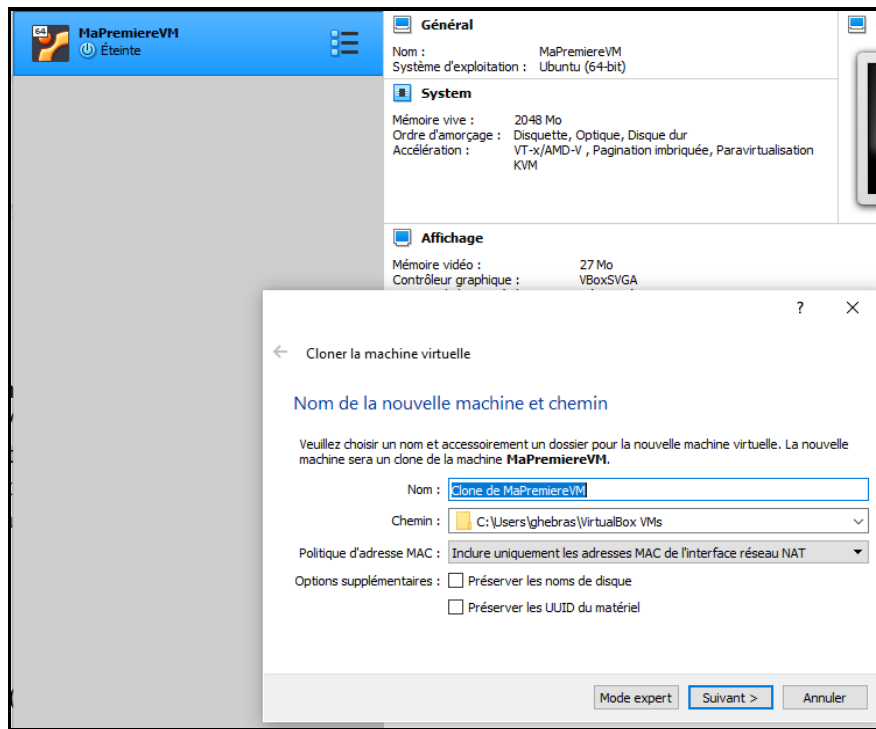 64
MaPremiereVM
Éteinte
Général
Nom : MaPremiereVM
Système d'exploitation : Ubuntu (64-bit)
System
Mémoire vive : 2048 Mo
Ordre d'amorçage : Disquette, Optique, Disque dur
Accélération : VT-x/AMD-V , Pagination imbriquée, Paravirtualisation
KVM
Affichage
Mémoire vidéo : 27 Mo
Contrôleur graphique : VBoxSVGA
?
Cloner la machine virtuelle
Nom de la nouvelle machine et chemin
Veuillez choisir un nom et accessoirement un dossier pour la nouvelle machine virtuelle. La nouvelle
machine sera un clone de la machine MaPremiereVM.
Nom : Clone de MaPremiereVM
Chemin : C:\Users\ghebras\VirtualBox VMs
Politique d'adresse MAC : Inclure uniquement les adresses MAC de l'interface réseau NAT
Options supplémentaires : Préserver les noms de disque
Préserver les UUID du matériel
Mode expert Suivant > Annuler